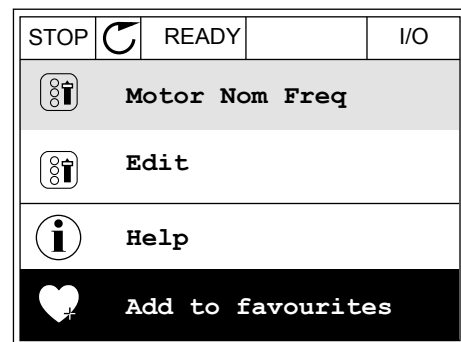 STOP READY I/O
Motor Nom Freq
Edit
Help
Add to favourites